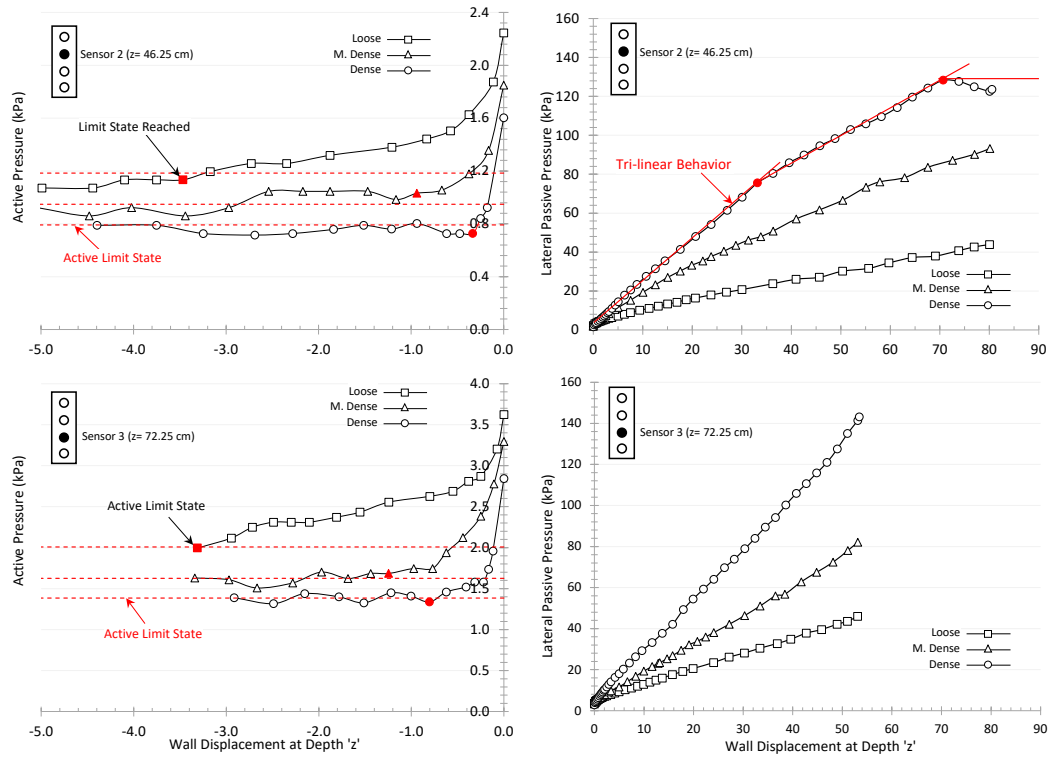 2.4
2.0
1.6
1.2
0.8
0.4
0.0
Active Pressure (kPa)
Sensor 2 (z= 46.25 cm)
Loose
M. Dense
Dense
Limit State Reached
Active Limit State
-5.0 -4.0 -3.0 -2.0 -1.0 0.0
160
140
120
100
80
60
40
20
0
Lateral Passive Pressure (kPa)
Sensor 2 (z= 46.25 cm)
Tri-linear Behavior
Loose
M. Dense
Dense
0 10 20 30 40 50 60 70 80 90
4.0
3.5
3.0
2.5
2.0
1.5
1.0
0.5
0.0
Active Pressure (kPa)
Sensor 3 (z= 72.25 cm)
Loose
M. Dense
Dense
Active Limit State
Active Limit State
-5.0 -4.0 -3.0 -2.0 -1.0 0.0
Wall Displacement at Depth 'z'
160
140
120
100
80
60
40
20
0
Lateral Passive Pressure (kPa)
Sensor 3 (z= 72.25 cm)
Loose
M. Dense
Dense
0 10 20 30 40 50 60 70 80 90
Wall Displacement at Depth 'z'